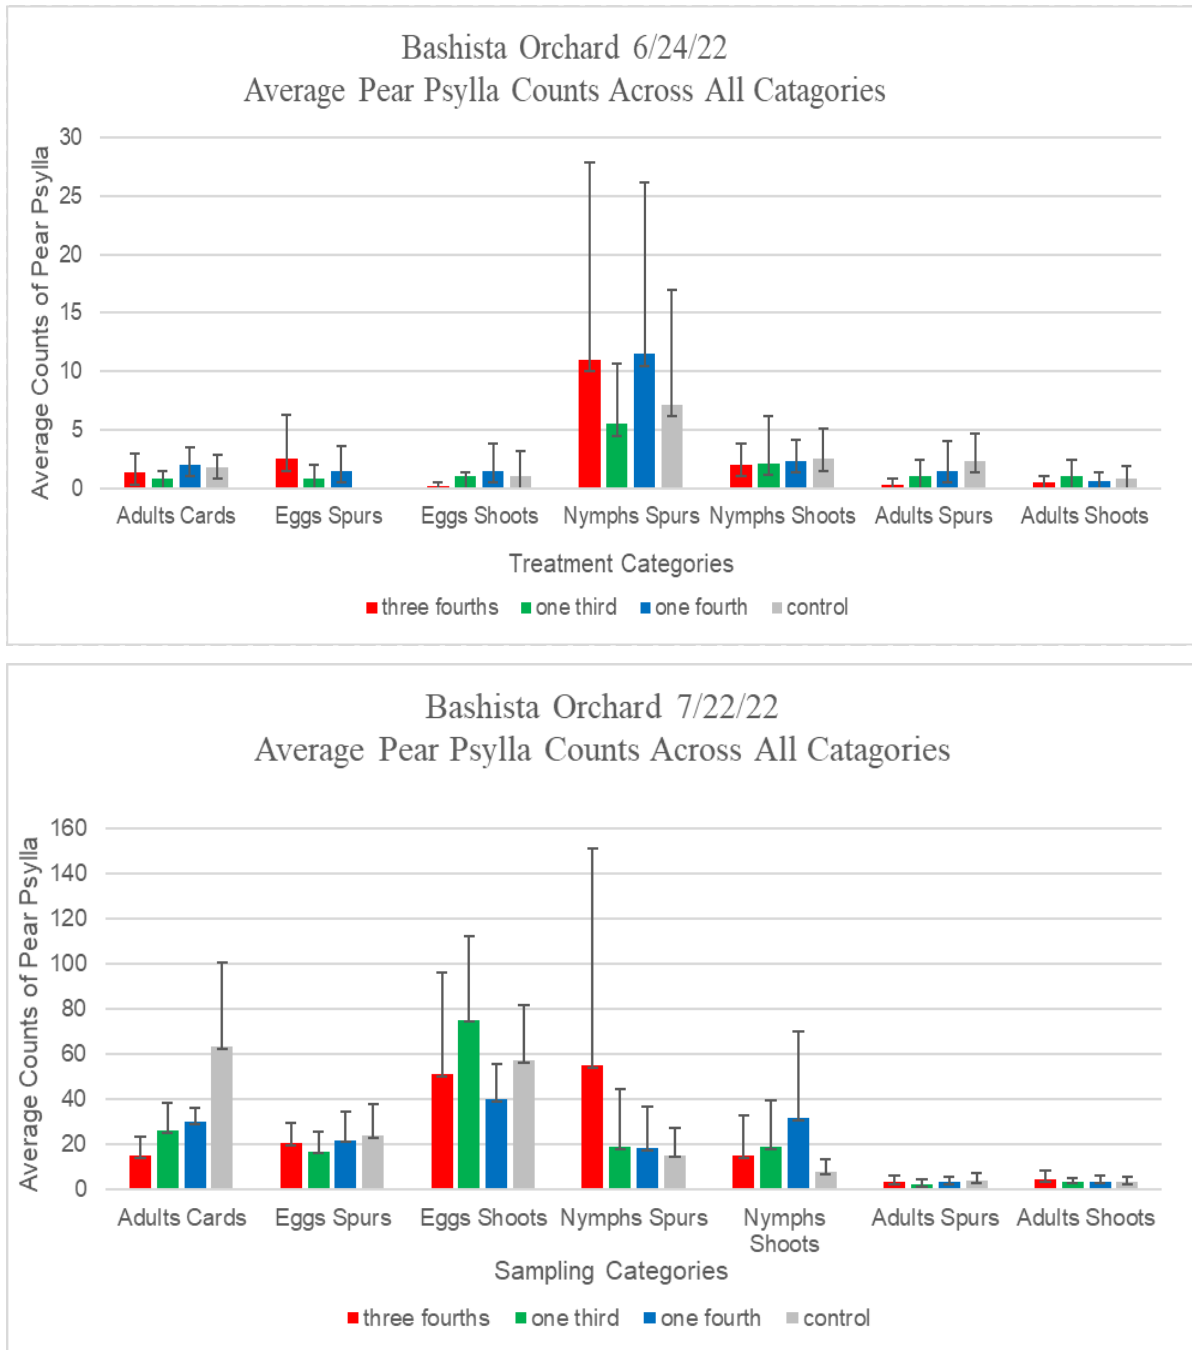 Bashista Orchard 6/24/22
Average Pear Psylla Counts Across All Catagories
Average Counts of Pear Psylla
30
25
20
15
10
5
0
Adults Cards Eggs Spurs Eggs Shoots Nymphs Spurs Nymphs Shoots Adults Spurs Adults Shoots
Treatment Categories
three fourths one third one fourth control
Bashista Orchard 7/22/22
Average Pear Psylla Counts Across All Catagories
Average Counts of Pear Psylla
160
140
120
100
80
60
40
20
0
Adults Cards Eggs Spurs Eggs Shoots Nymphs Spurs Nymphs Adults Spurs Adults Shoots
Shoots
Sampling Categories
three fourths one third one fourth control